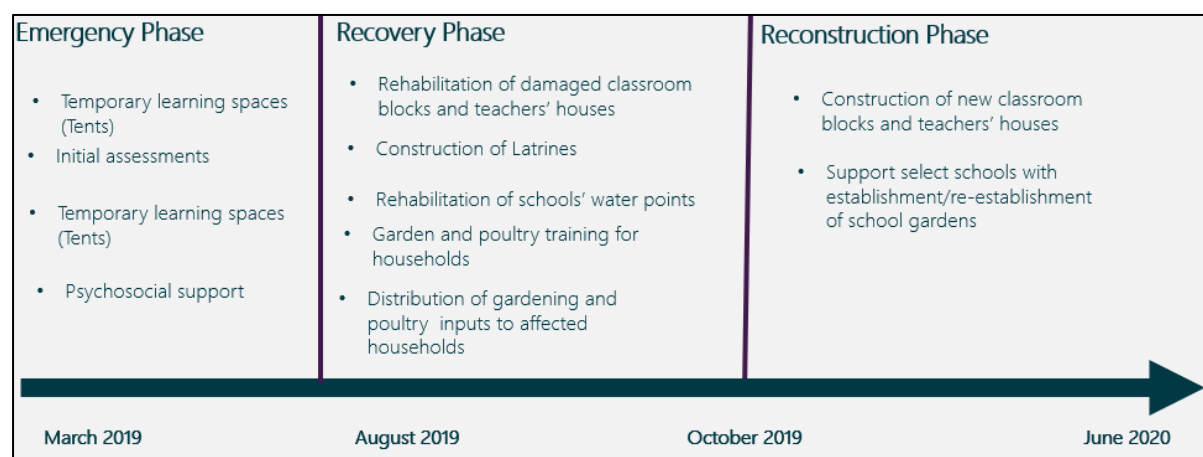 Emergency Phase
• Temporary learning spaces
(Tents)
• Initial assessments
• Temporary learning spaces
(Tents)
• Psychosocial support
Recovery Phase
• Rehabilitation of damaged classroom
blocks and teachers’ houses
• Construction of Latrines
• Rehabilitation of schools’ water points
• Garden and poultry training for
households
• Distribution of gardening and
poultry inputs to affected
households
Reconstruction Phase
• Construction of new classroom
blocks and teachers’ houses
• Support select schools with
establishment/re-establishment
of school gardens
March 2019
August 2019
October 2019
June 2020